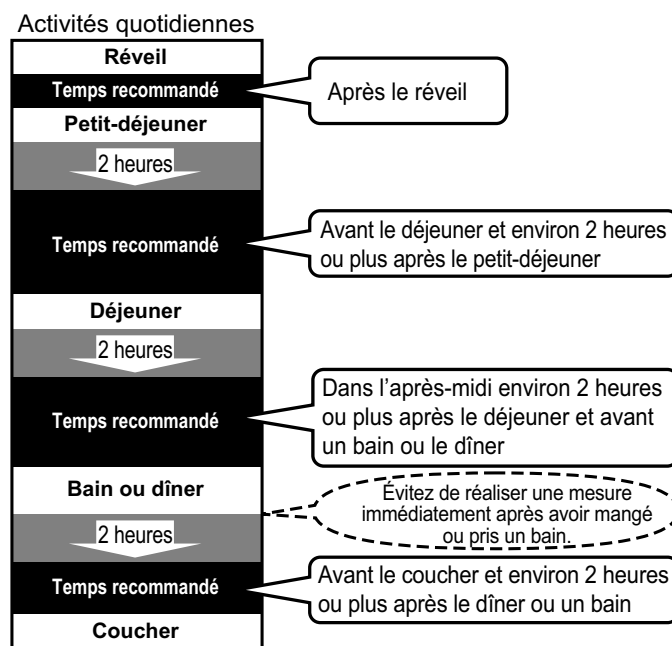 Activités quotidiennes
Réveil
Temps recommandé
Après le réveil
Petit-déjeuner
2 heures
Temps recommandé
Avant le déjeuner et environ 2 heures
ou plus après le petit-déjeuner
Déjeuner
2 heures
Temps recommandé
Dans l'après-midi environ 2 heures
ou plus après le déjeuner et avant
un bain ou le dîner
Bain ou dîner
Évitez de réaliser une mesure
immédiatement après avoir mangé
ou pris un bain.
2 heures
Temps recommandé
Avant le coucher et environ 2 heures
ou plus après le dîner ou un bain
Coucher